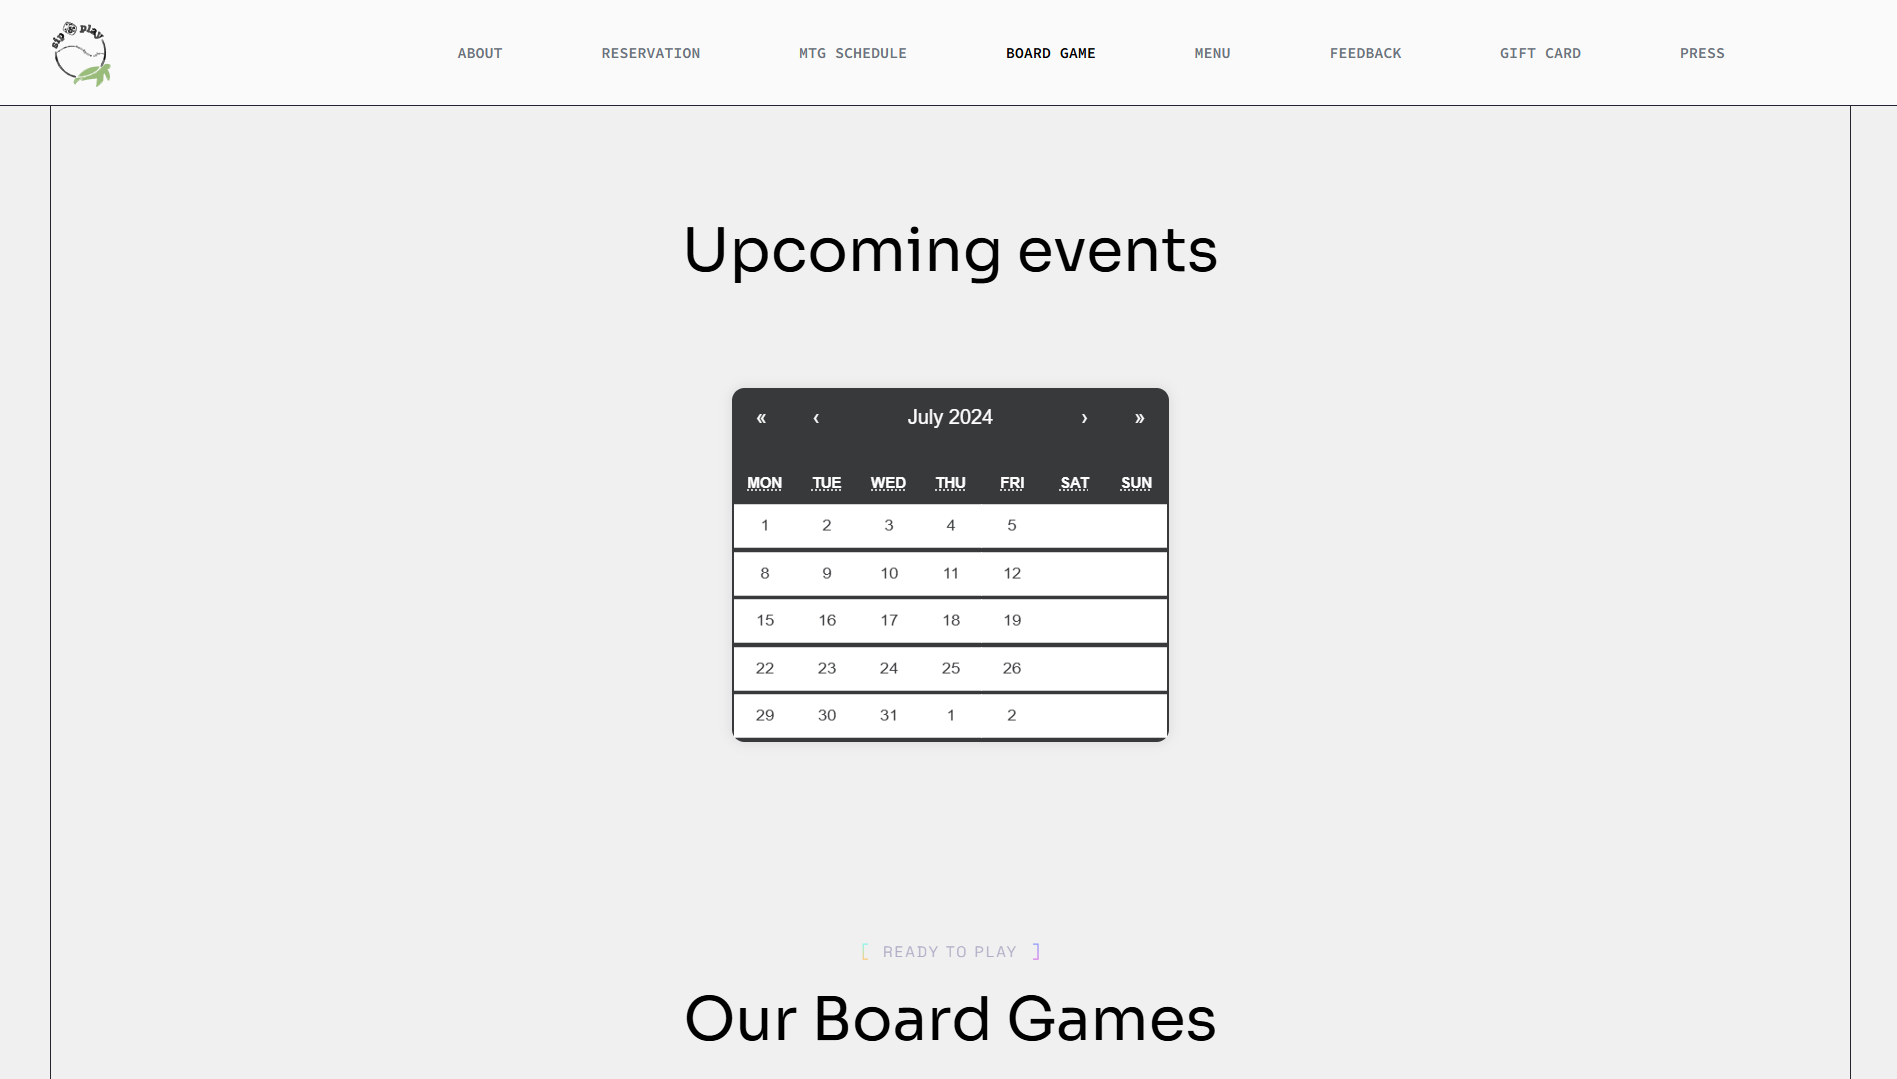 sip & play
ABOUT RESERVATION MTG SCHEDULE BOARD GAME MENU FEEDBACK GIFT CARD PRESS
Upcoming events
« ‹ July 2024 › »
MON TUE WED THU FRI SAT SUN
1 2 3 4 5
8 9 10 11 12
15 16 17 18 19
22 23 24 25 26
29 30 31 1 2
[ READY TO PLAY ]
Our Board Games